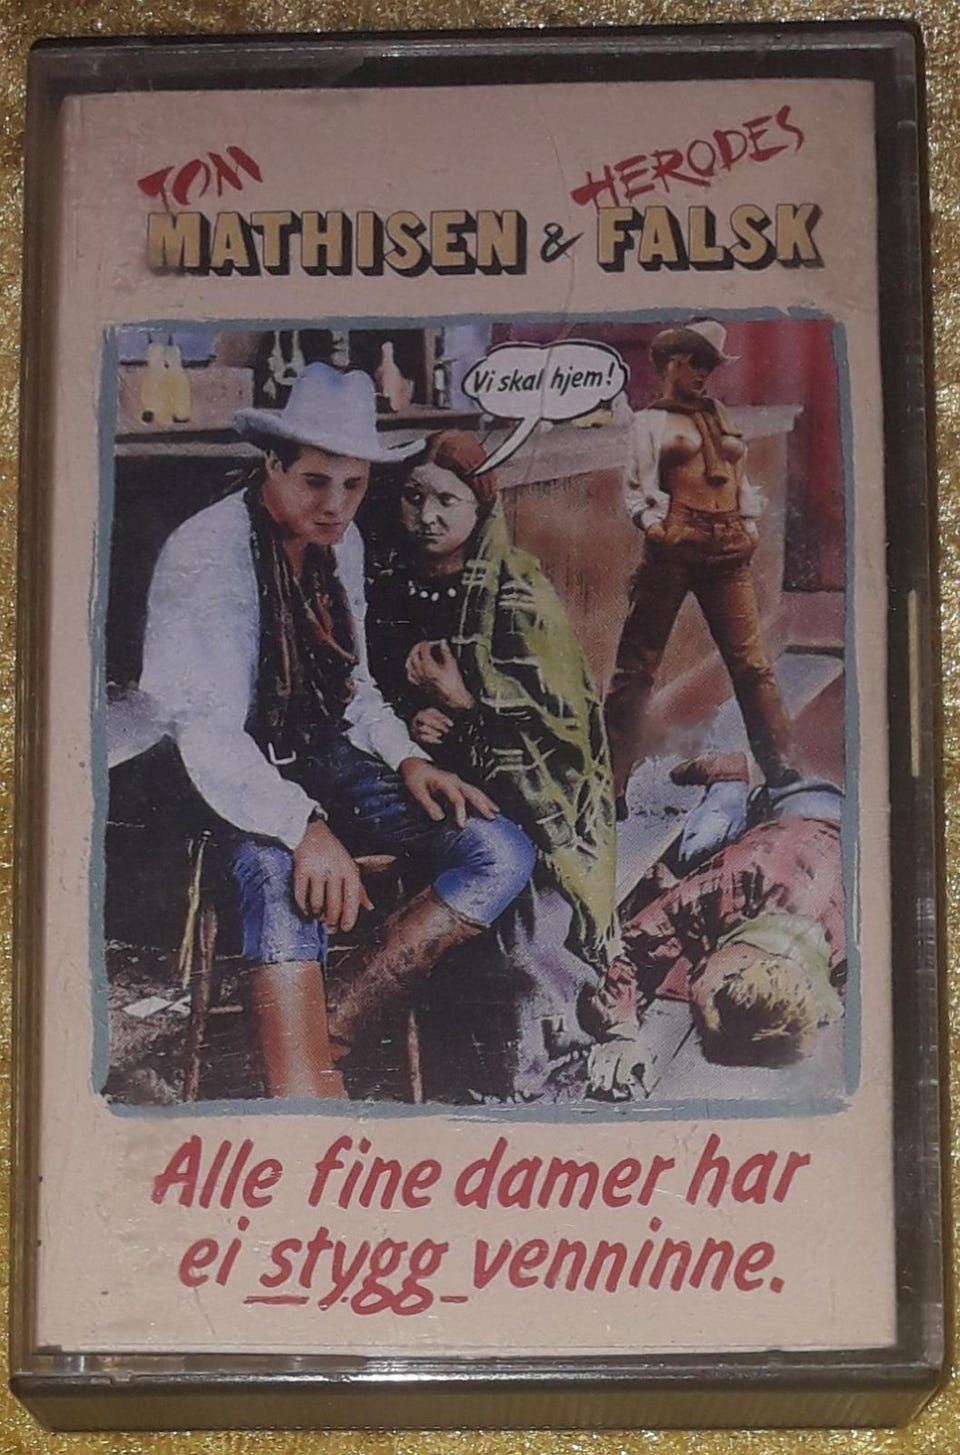 TOM HERODES
MATHISEN & FALSK
Vi skal hjem!
Alle fine damer har
ei stygg venninne.